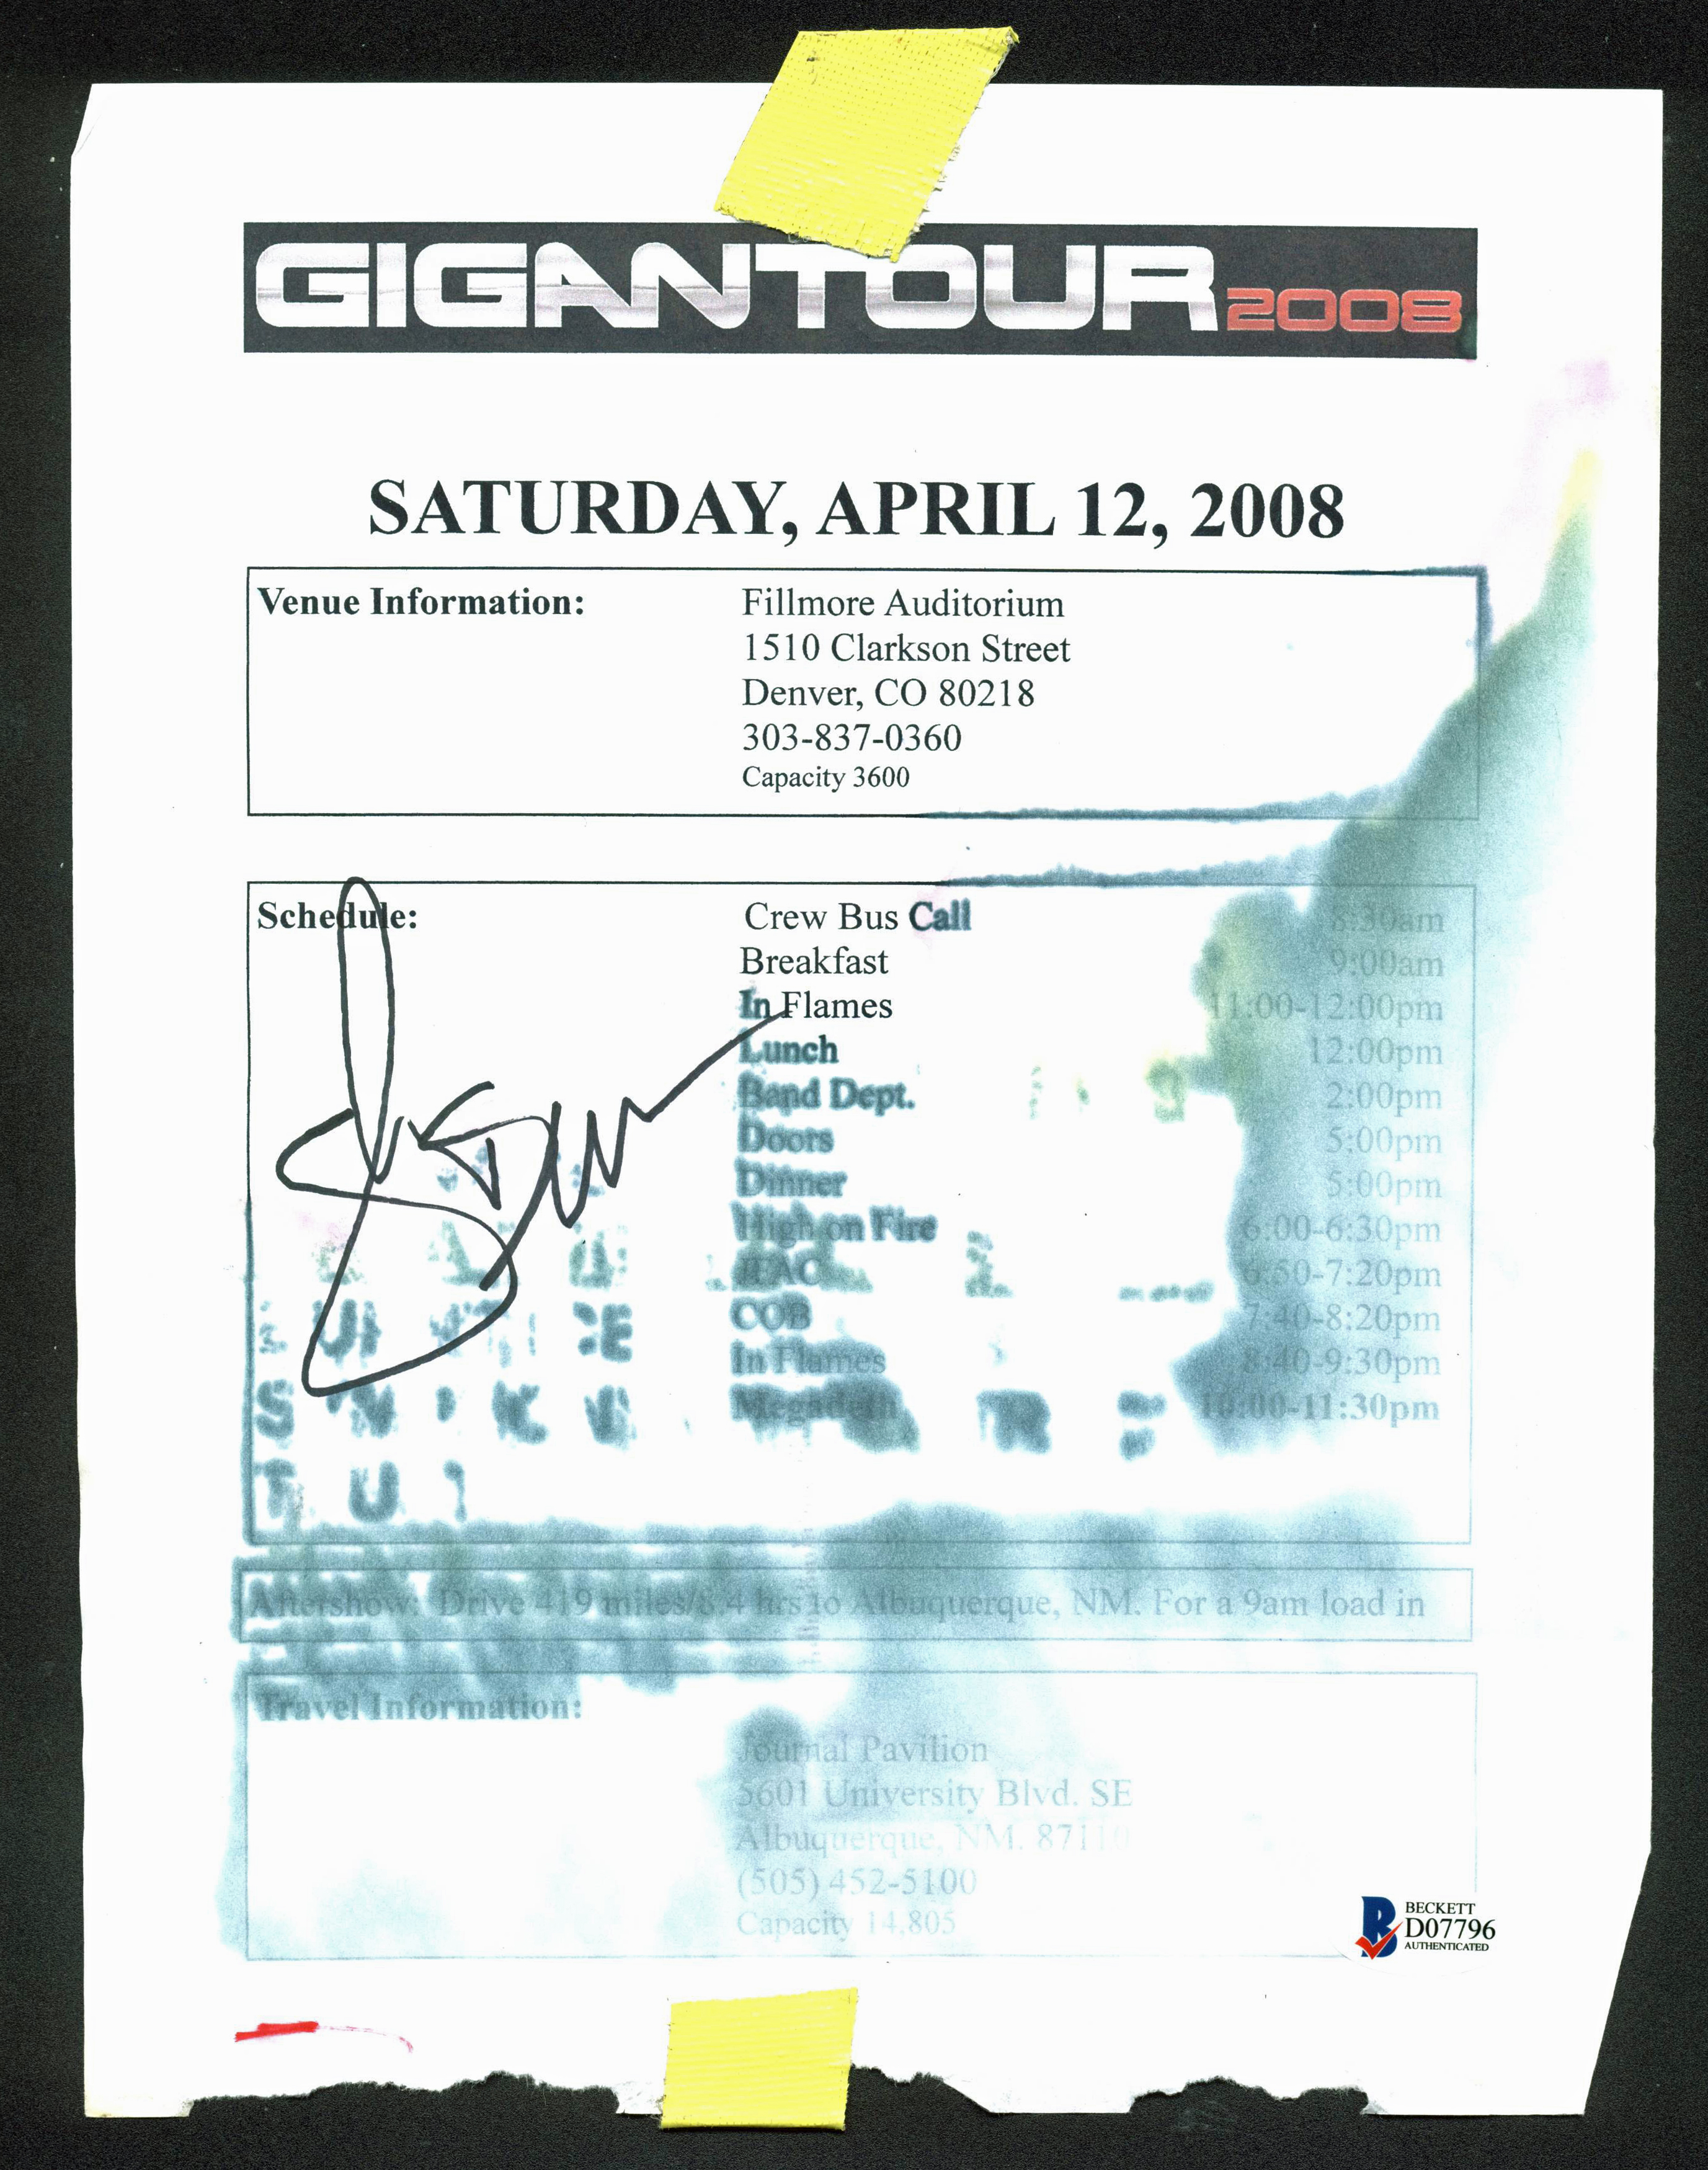 GIGANTOUR 2008
SATURDAY, APRIL 12, 2008
Venue Information: Fillmore Auditorium
1510 Clarkson Street
Denver, CO 80218
303-837-0360
Capacity 3600
Schedule: Crew Bus Call 8:30am
Breakfast 9:00am
In Flames 11:00-12:00pm
Lunch 12:00pm
Band Dept. 2:00pm
Doors 5:00pm
Dinner 5:00pm
High on Fire 6:00-6:30pm
6:50-7:20pm
COB 7:40-8:20pm
In Flames 8:40-9:30pm
Megadeth 10:00-11:30pm
Aftershow: Drive 419 miles/8.4 hrs to Albuquerque, NM. For a 9am load in
Travel Information:
Journal Pavilion
5601 University Blvd. SE
Albuquerque, NM. 87110
(505) 452-5100
Capacity 14,805
BECKETT
D07796
AUTHENTICATED